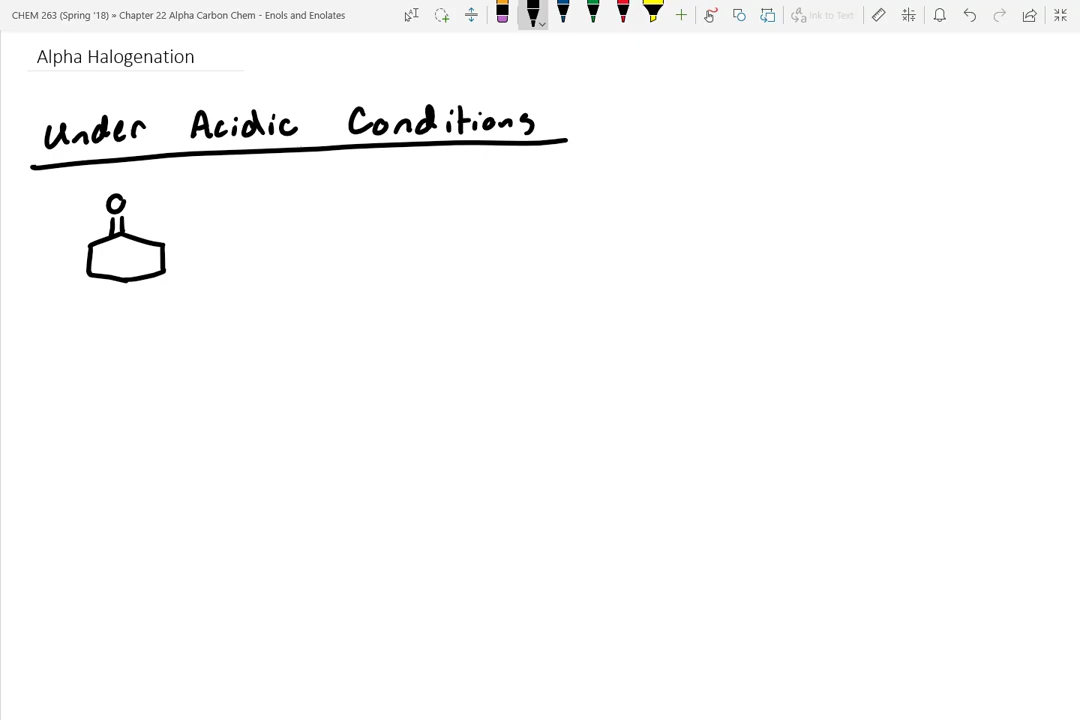 CHEM 263 (Spring '18) » Chapter 22 Alpha Carbon Chem - Enols and Enolates
Ink to Text
Alpha Halogenation
Under Acidic Conditions
O